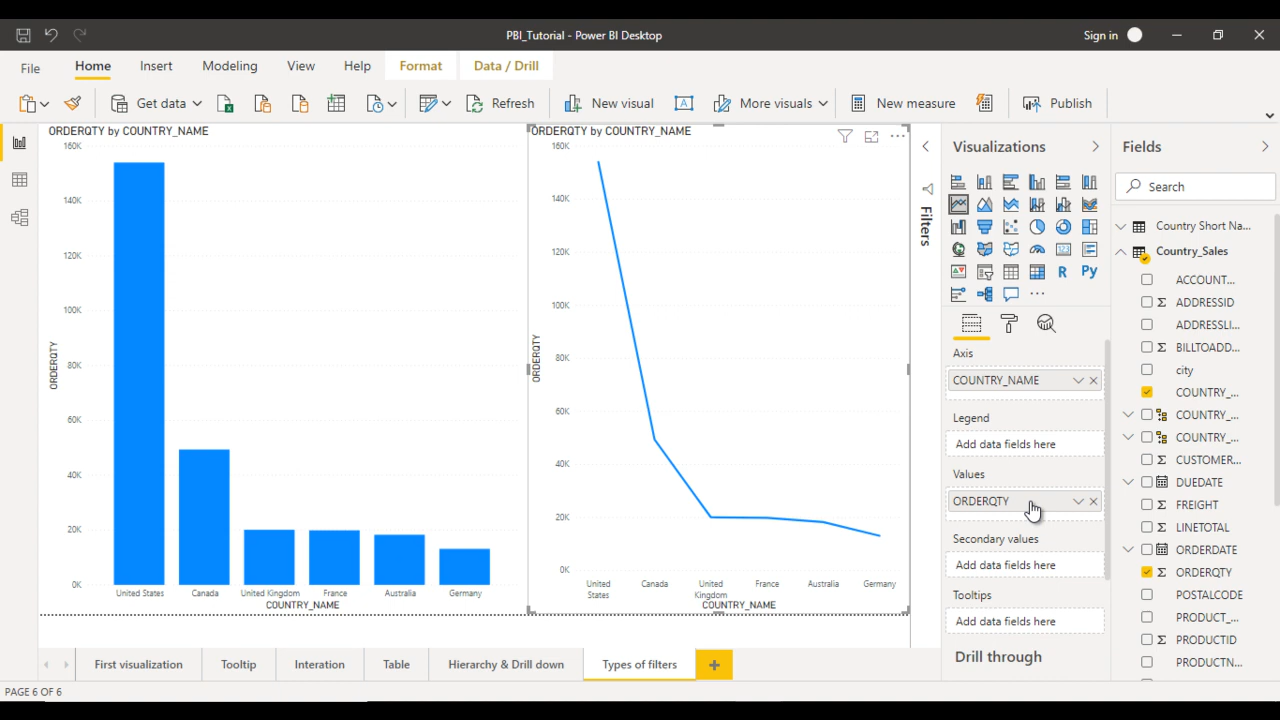 PBI_Tutorial - Power BI Desktop
Sign in
File Home Insert Modeling View Help Format Data / Drill
Get data Refresh New visual A More visuals New measure Publish
ORDERQTY by COUNTRY_NAME
160K
140K
120K
100K
80K
60K
40K
20K
0K
ORDERQTY
United States Canada United Kingdom France Australia Germany
COUNTRY_NAME
ORDERQTY by COUNTRY_NAME
160K
140K
120K
100K
80K
60K
40K
20K
0K
ORDERQTY
United States Canada United Kingdom France Australia Germany
COUNTRY_NAME
Filters
Visualizations
123
R Py
Axis
COUNTRY_NAME
Legend
Add data fields here
Values
ORDERQTY
Secondary values
Add data fields here
Tooltips
Add data fields here
Drill through
Fields
Search
Country Short Na...
Country_Sales
ACCOUNT...
Σ ADDRESSID
ADDRESSLI...
Σ BILLTOADD...
city
COUNTRY_...
COUNTRY_...
COUNTRY_...
Σ CUSTOMER...
DUEDATE
Σ FREIGHT
Σ LINETOTAL
ORDERDATE
Σ ORDERQTY
POSTALCODE
PRODUCT_...
Σ PRODUCTID
PRODUCTN...
First visualization Tooltip Interation Table Hierarchy & Drill down Types of filters +
PAGE 6 OF 6